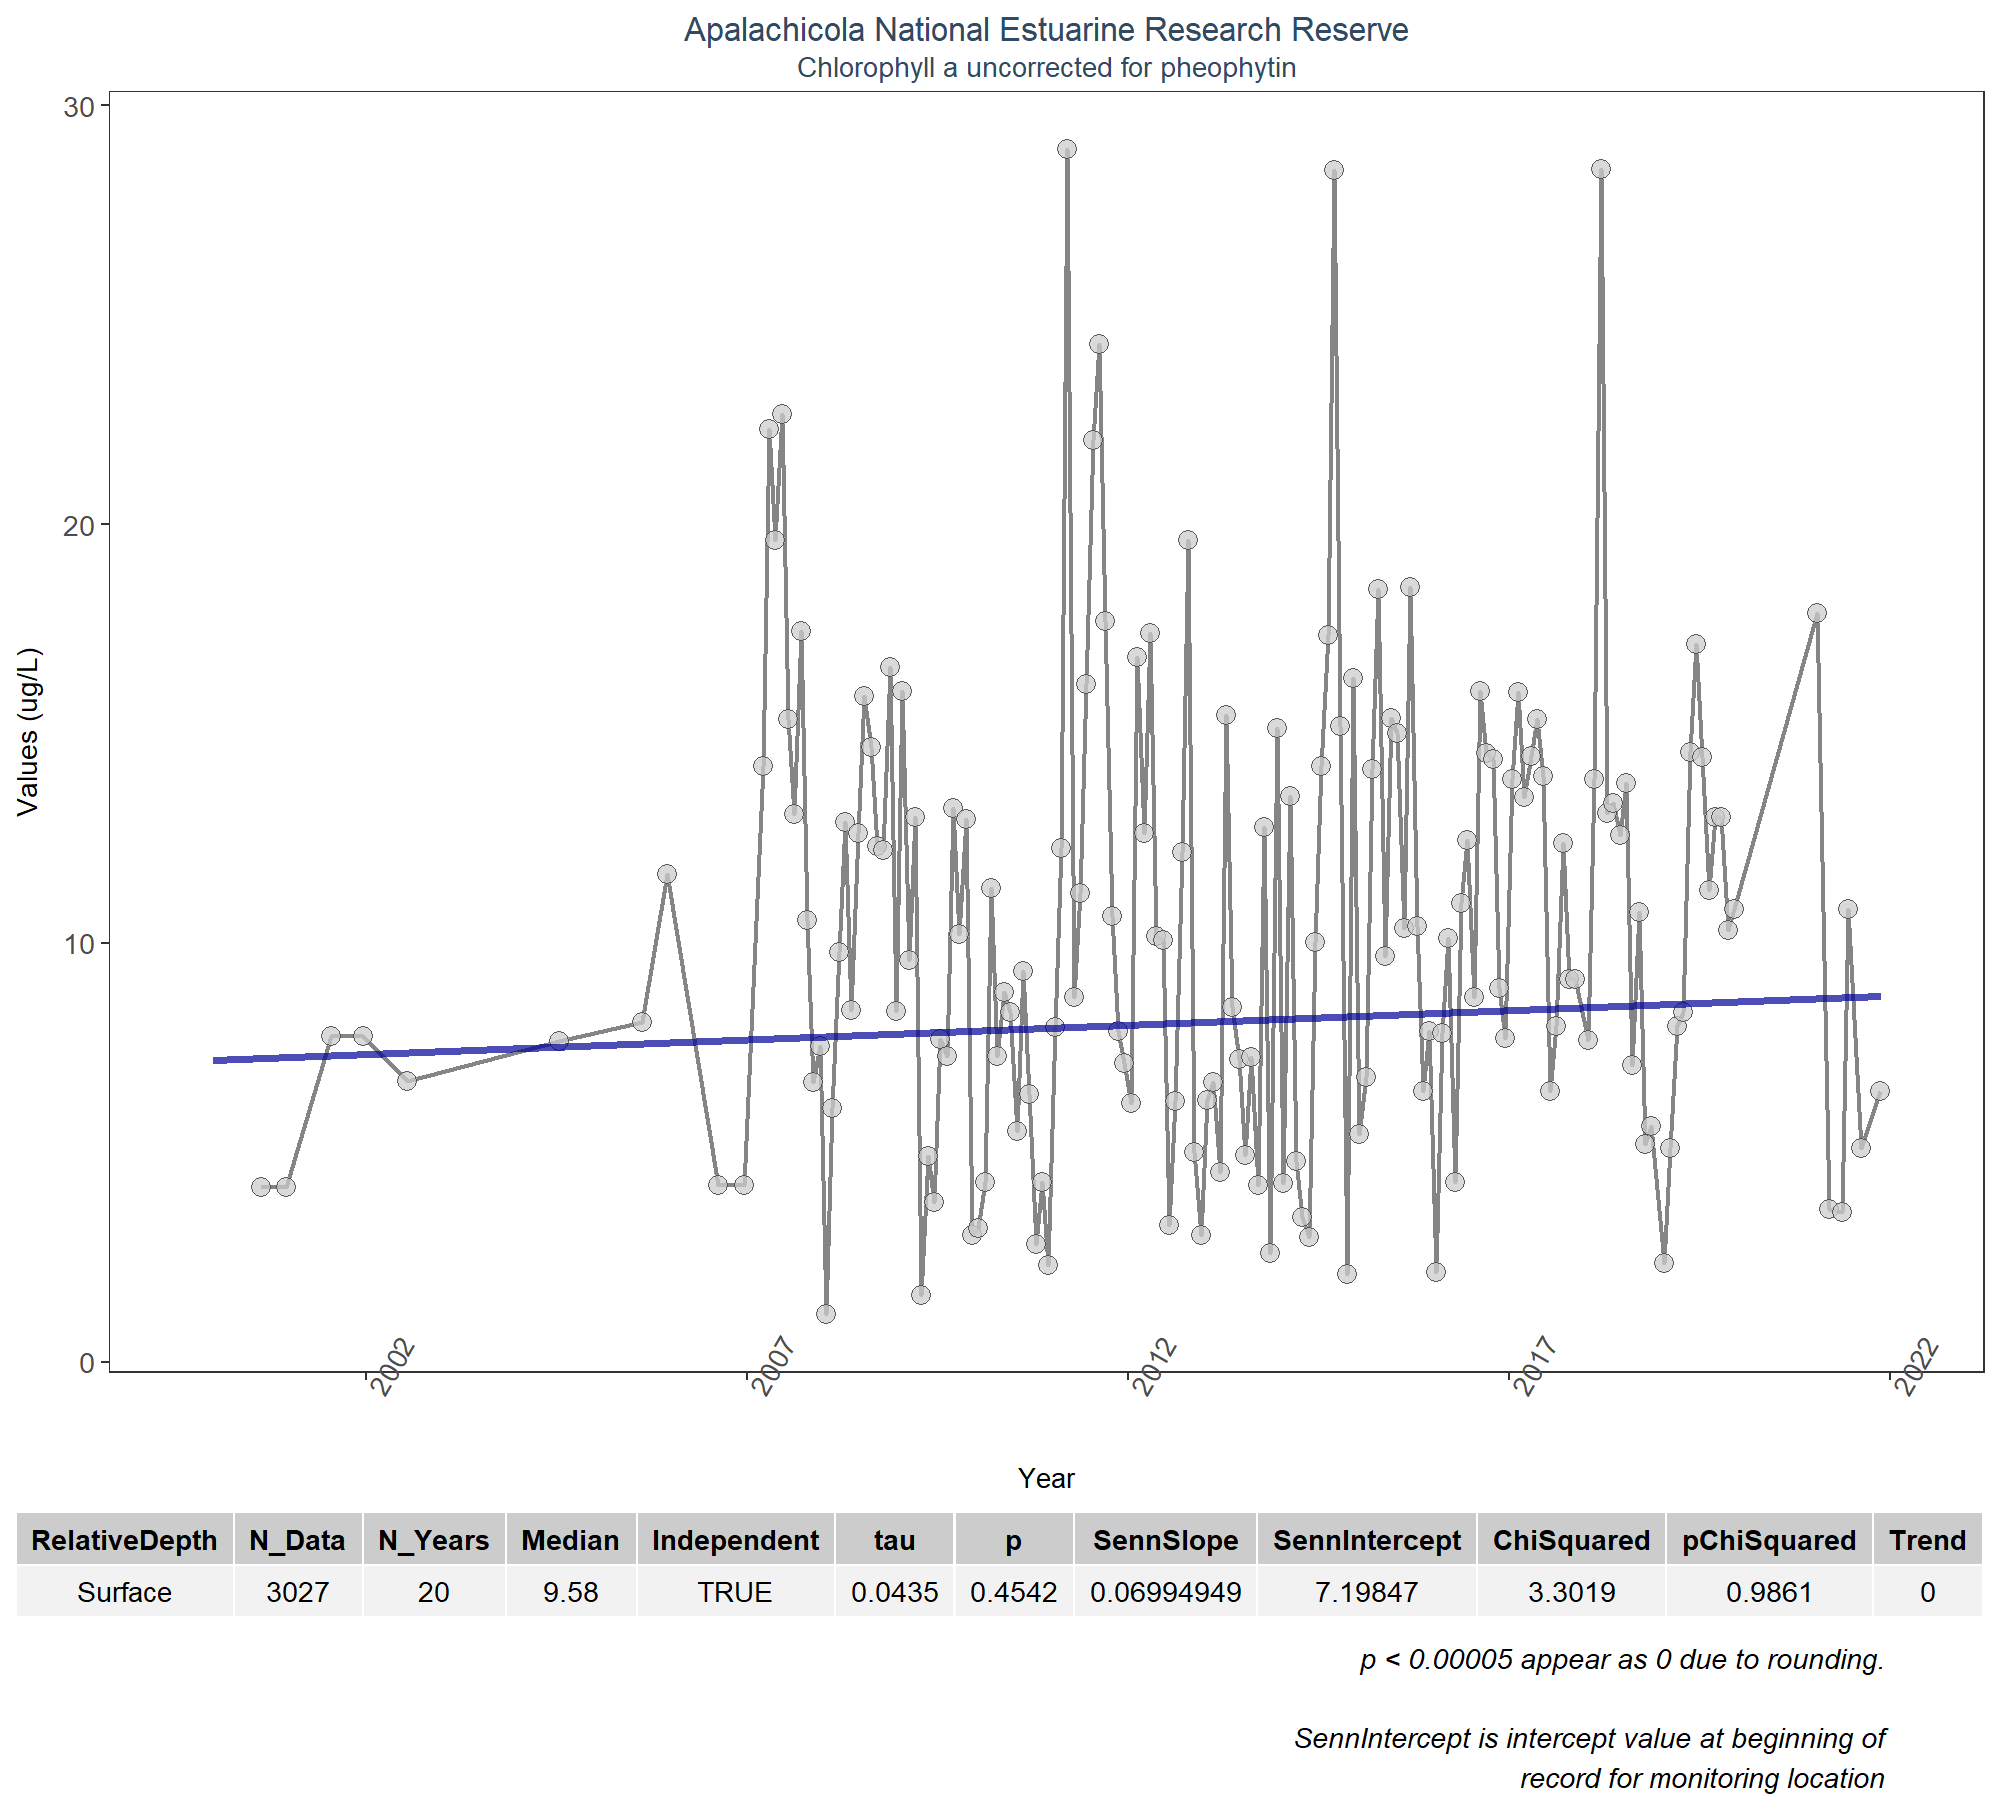 Apalachicola National Estuarine Research Reserve
Chlorophyll a uncorrected for pheophytin
30
20
10
0
Values (ug/L)
2002
2007
2012
2017
2022
Year
RelativeDepth N_Data N_Years Median Independent tau p SennSlope SennIntercept ChiSquared pChiSquared Trend
Surface 3027 20 9.58 TRUE 0.0435 0.4542 0.06994949 7.19847 3.3019 0.9861 0
p < 0.00005 appear as 0 due to rounding.
SennIntercept is intercept value at beginning of
record for monitoring location